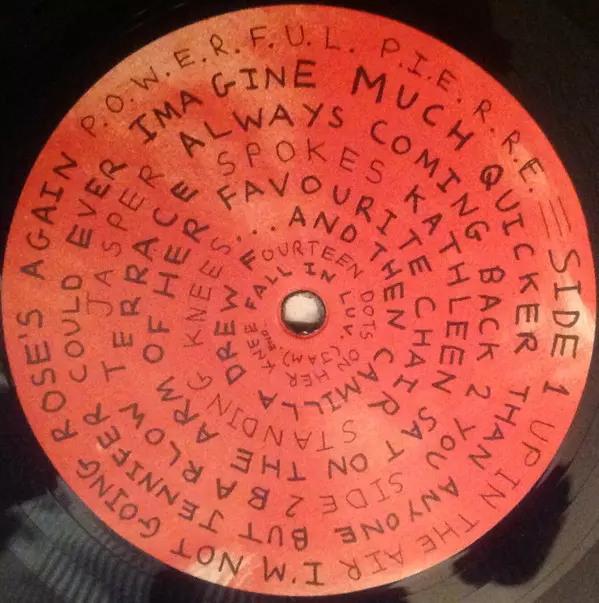 P.O.W.E.R.F.U.L. P.I.E.R.R.E.
SIDE 1
UP IN THE AIR
I'M NOT GOING
ROSE'S AGAIN
MUCH QUICKER THAN ANYONE BUT JENNIFER COULD EVER IMAGINE
JASPER
ALWAYS COMING BACK 2 YOU
SIDE 2
BARLOW TERRACE
SPOKES
KATHLEEN SAT ON THE ARM OF HER FAVOURITE CHAIR
STANDING KNEES
...AND THEN CAMILLA DREW FOURTEEN DOTS ON HER KNEE
FALL IN LUV. (JAM)
END.